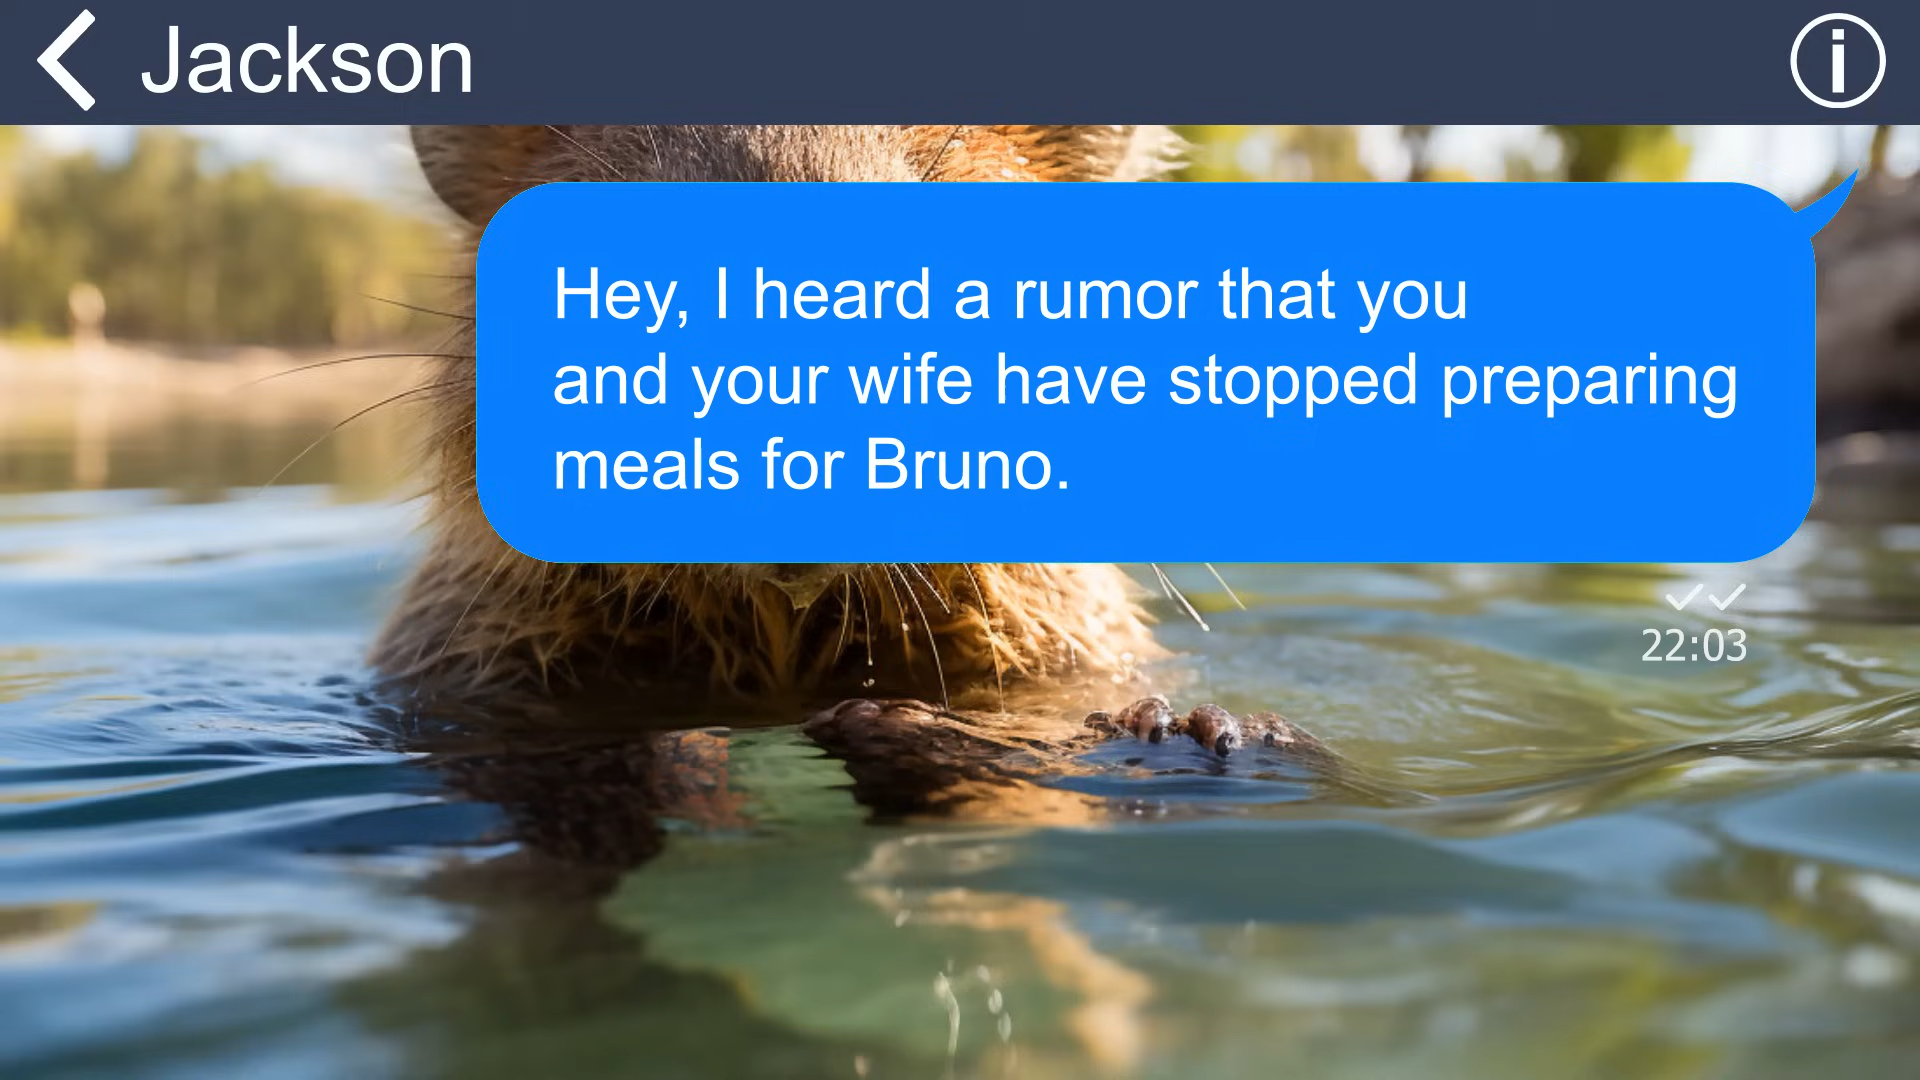 Jackson
Hey, I heard a rumor that you
and your wife have stopped preparing
meals for Bruno.
22:03